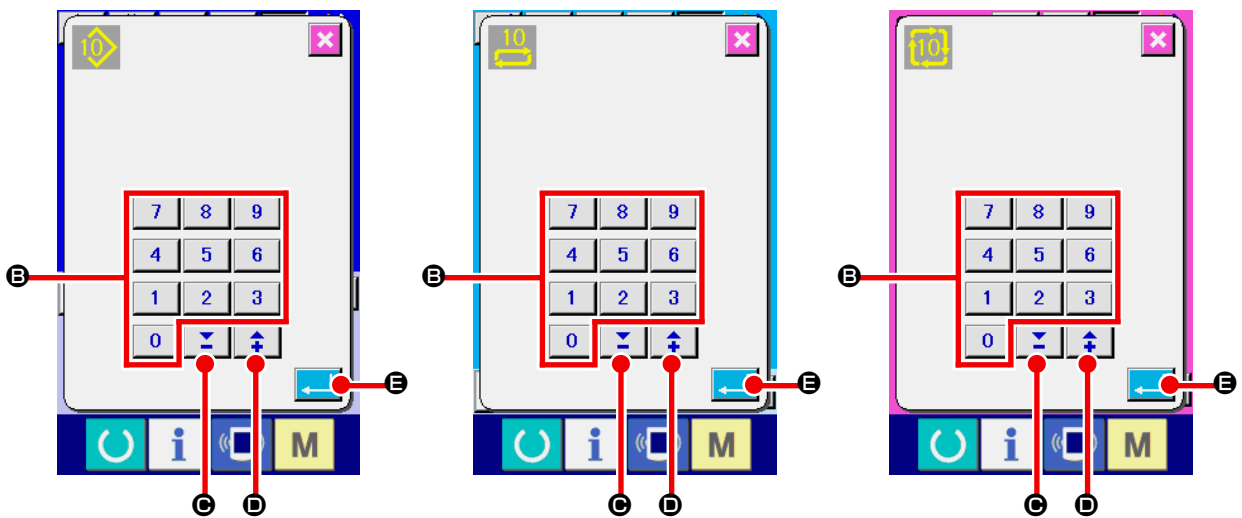 10 10 10
7 8 9 7 8 9 7 8 9
4 5 6 4 5 6 4 5 6
B B B
1 2 3 1 2 3 1 2 3
0 − + 0 − + 0 − +
E E E
i M i M i M
C D C D C D